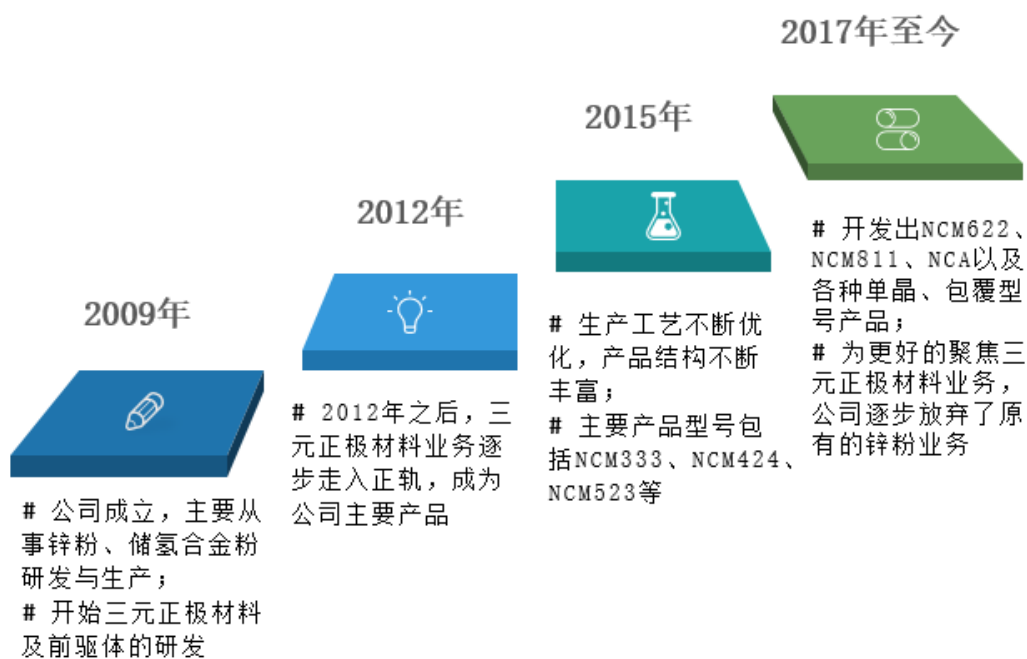 2009年
# 公司成立，主要从
事锌粉、储氢合金粉
研发与生产；
# 开始三元正极材料
及前驱体的研发
2012年
# 2012年之后，三
元正极材料业务逐
步走入正轨，成为
公司主要产品
2015年
# 生产工艺不断优
化，产品结构不断
丰富；
# 主要产品型号包
括NCM333、NCM424、
NCM523等
2017年至今
# 开发出NCM622、
NCM811、NCA以及
各种单晶、包覆型
号产品；
# 为更好的聚焦三
元正极材料业务，
公司逐步放弃了原
有的锌粉业务